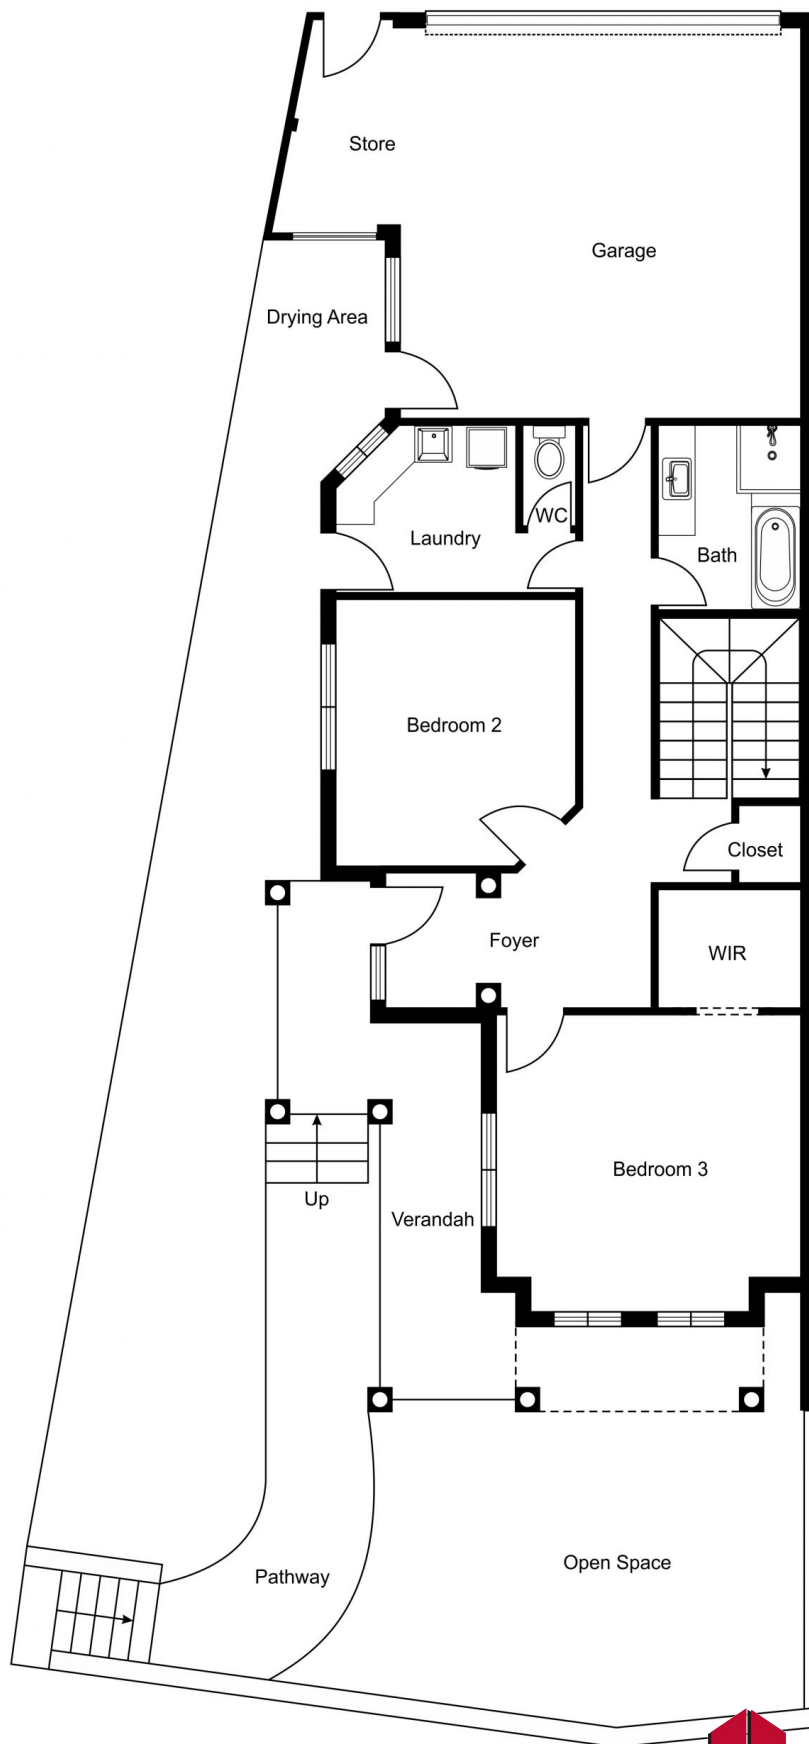 Store
Garage
Drying Area
WC
Laundry
Bath
Bedroom 2
Closet
Foyer
WIR
Bedroom 3
Up
Verandah
Open Space
Pathway